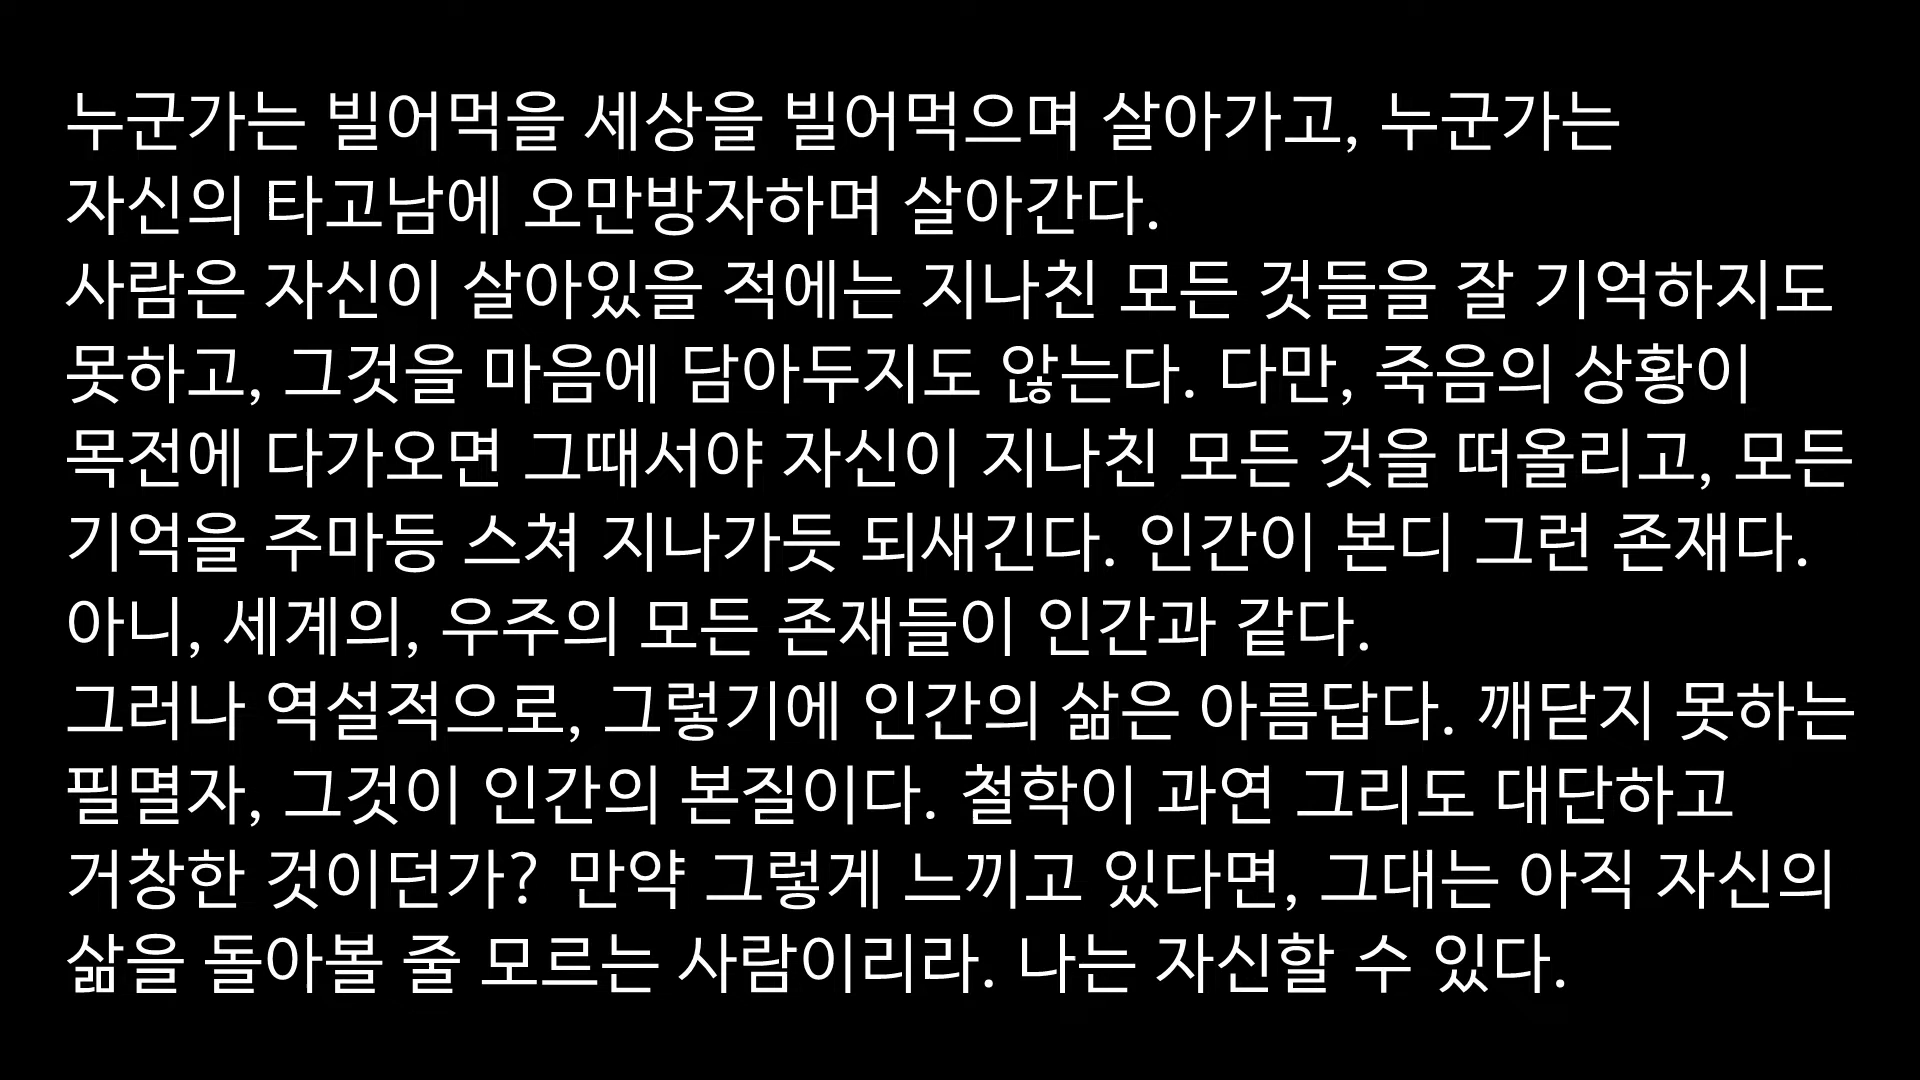 누군가는 빌어먹을 세상을 빌어먹으며 살아가고, 누군가는
자신의 타고남에 오만방자하며 살아간다.
사람은 자신이 살아있을 적에는 지나친 모든 것들을 잘 기억하지도
못하고, 그것을 마음에 담아두지도 않는다. 다만, 죽음의 상황이
목전에 다가오면 그때서야 자신이 지나친 모든 것을 떠올리고, 모든
기억을 주마등 스쳐 지나가듯 되새긴다. 인간이 본디 그런 존재다.
아니, 세계의, 우주의 모든 존재들이 인간과 같다.
그러나 역설적으로, 그렇기에 인간의 삶은 아름답다. 깨닫지 못하는
필멸자, 그것이 인간의 본질이다. 철학이 과연 그리도 대단하고
거창한 것이던가? 만약 그렇게 느끼고 있다면, 그대는 아직 자신의
삶을 돌아볼 줄 모르는 사람이리라. 나는 자신할 수 있다.